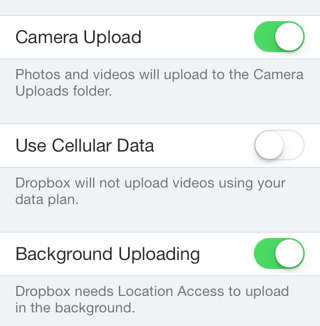 Camera Upload
Photos and videos will upload to the Camera
Uploads folder.
Use Cellular Data
Dropbox will not upload videos using your
data plan.
Background Uploading
Dropbox needs Location Access to upload
in the background.